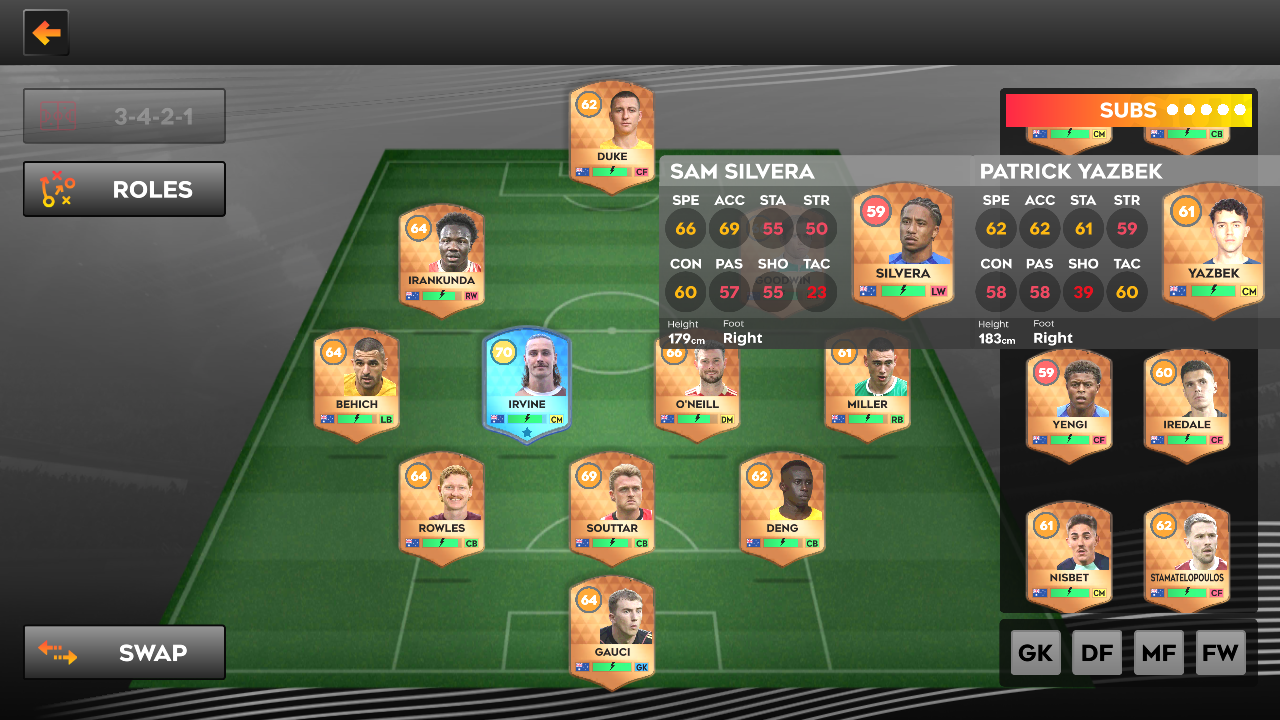 SUBS
3-4-2-1
ROLES
62
DUKE
CF
CM
CB
SAM SILVERA
SPE ACC STA STR
66 69 55 50
CON PAS SHO TAC
60 57 55 23
Height Foot
179cm Right
59
SILVERA
LW
PATRICK YAZBEK
SPE ACC STA STR
62 62 61 59
CON PAS SHO TAC
58 58 39 60
Height Foot
183cm Right
61
YAZBEK
CM
GOODWIN
64
IRANKUNDA
RW
64
BEHICH
LB
70
IRVINE
CM
66
O'NEILL
DM
61
MILLER
RB
59
YENGI
CF
60
IREDALE
CF
64
ROWLES
CB
69
SOUTTAR
CB
62
DENG
CB
61
NISBET
CM
62
STAMATELOPOULOS
CF
64
GAUCI
GK
SWAP
GK DF MF FW